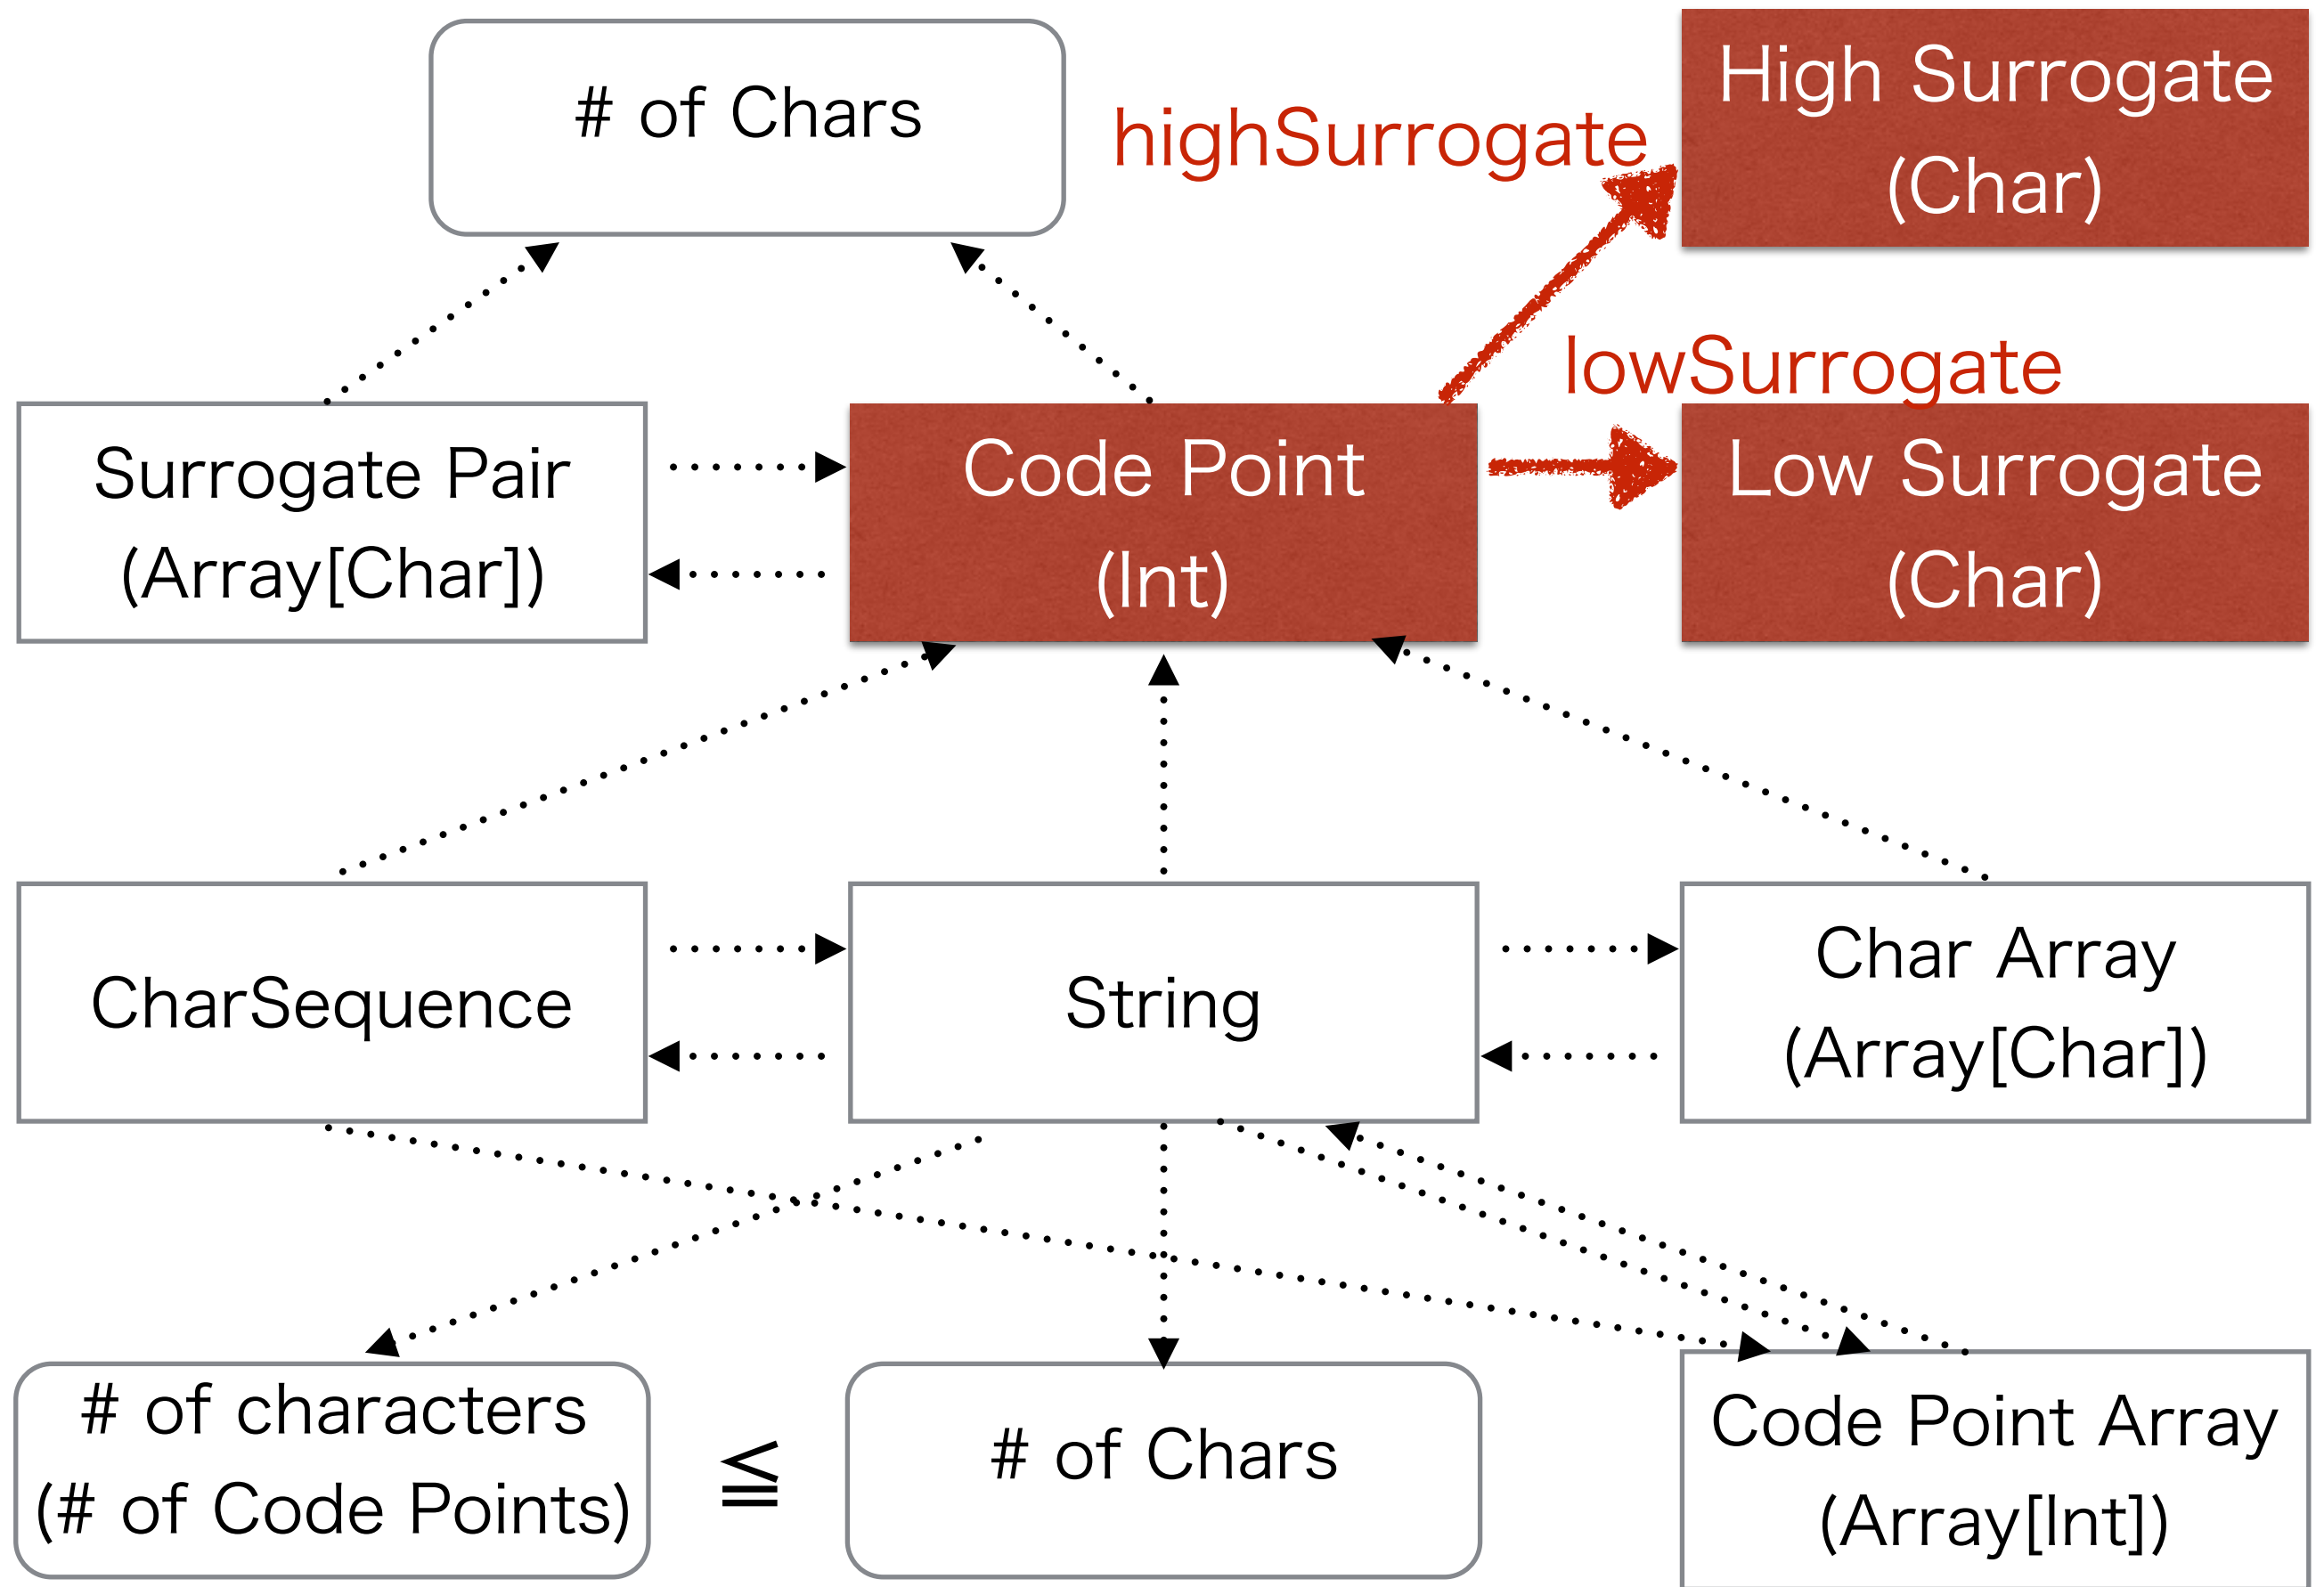 # of Chars
highSurrogate
High Surrogate
(Char)
lowSurrogate
Surrogate Pair
(Array[Char])
Code Point
(Int)
Low Surrogate
(Char)
CharSequence
String
Char Array
(Array[Char])
# of characters
(# of Code Points)
≦
# of Chars
Code Point Array
(Array[Int])